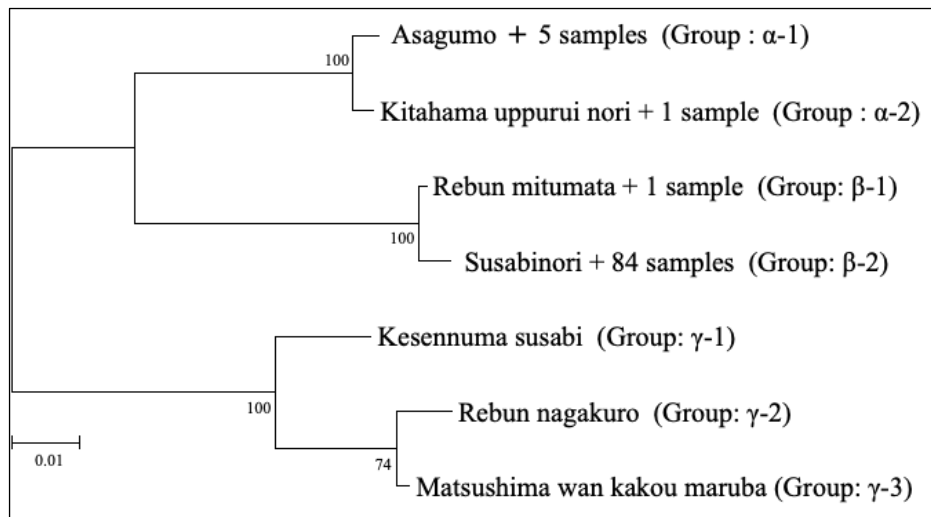 Asagumo + 5 samples (Group : α-1)
100
Kitahama uppurui nori + 1 sample (Group : α-2)
Rebun mitumata + 1 sample (Group: β-1)
100
Susabinori + 84 samples (Group: β-2)
Kesennuma susabi (Group: γ-1)
100
Rebun nagakuro (Group: γ-2)
74
Matsushima wan kakou maruba (Group: γ-3)
0.01